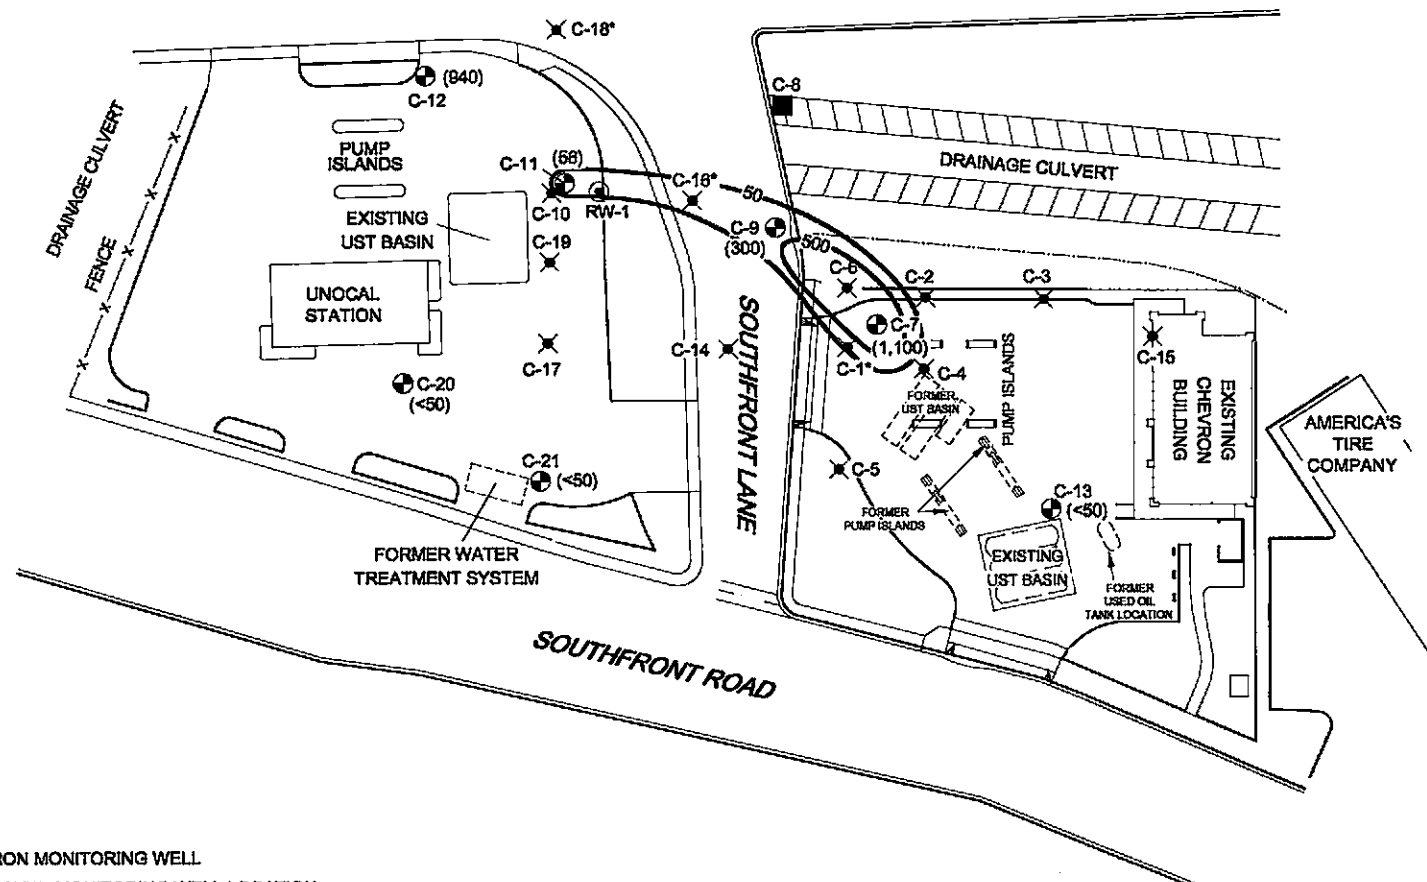 C-18*
(940)
C-12
C-8
DRAINAGE CULVERT
PUMP
ISLANDS
DRAINAGE CULVERT
C-11
(56)
C-16*
50
C-10
RW-1
EXISTING
UST BASIN
C-9
(300)
500
FENCE
C-19
C-6
C-2
C-3
UNOCAL
STATION
C-7
(1,100)
C-17
C-14
C-1*
C-4
C-15
SOUTHFRONT LANE
PUMP ISLANDS
C-20
(<50)
FORMER
UST BASIN
EXISTING
CHEVRON
BUILDING
AMERICA'S
TIRE
COMPANY
C-21
(<50)
C-5
C-13
(<50)
FORMER
PUMP ISLANDS
FORMER WATER
TREATMENT SYSTEM
EXISTING
UST BASIN
FORMER
USED OIL
TANK LOCATION
SOUTHFRONT ROAD
RON MONITORING WELL